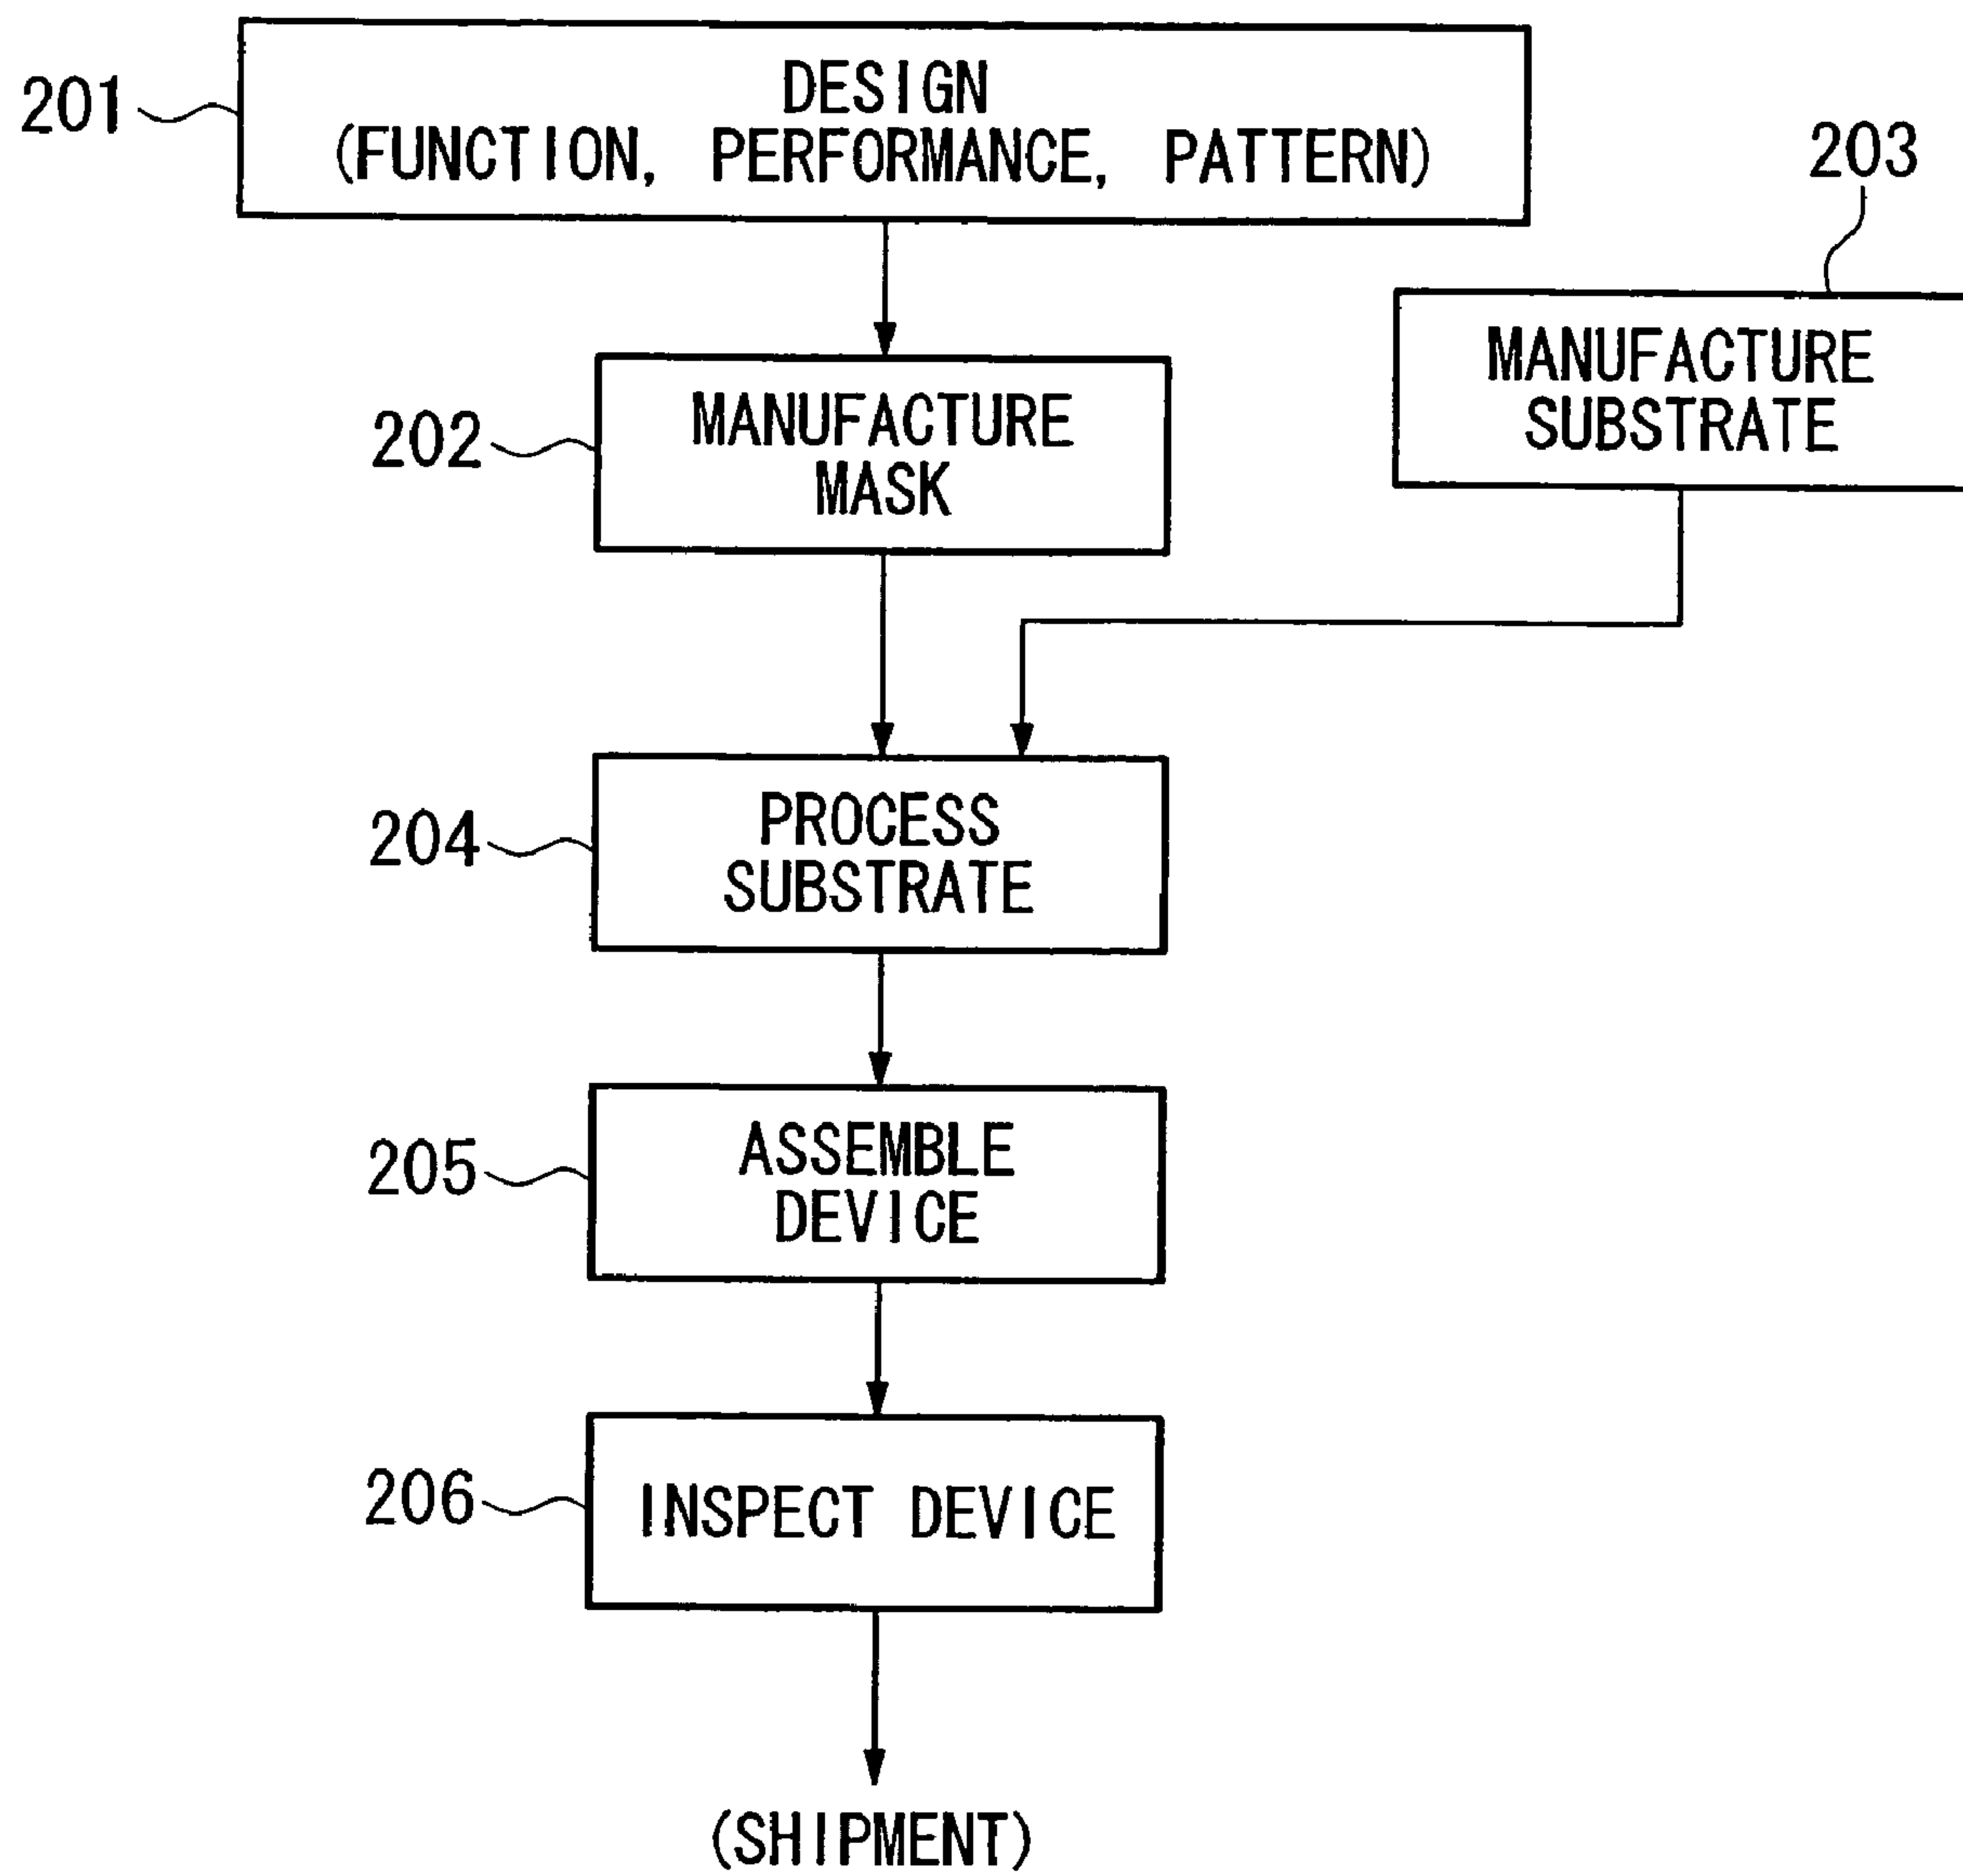 201
DESIGN
(FUNCTION, PERFORMANCE, PATTERN)
203
MANUFACTURE
SUBSTRATE
202
MANUFACTURE
MASK
204
PROCESS
SUBSTRATE
205
ASSEMBLE
DEVICE
206
INSPECT DEVICE
(SHIPMENT)